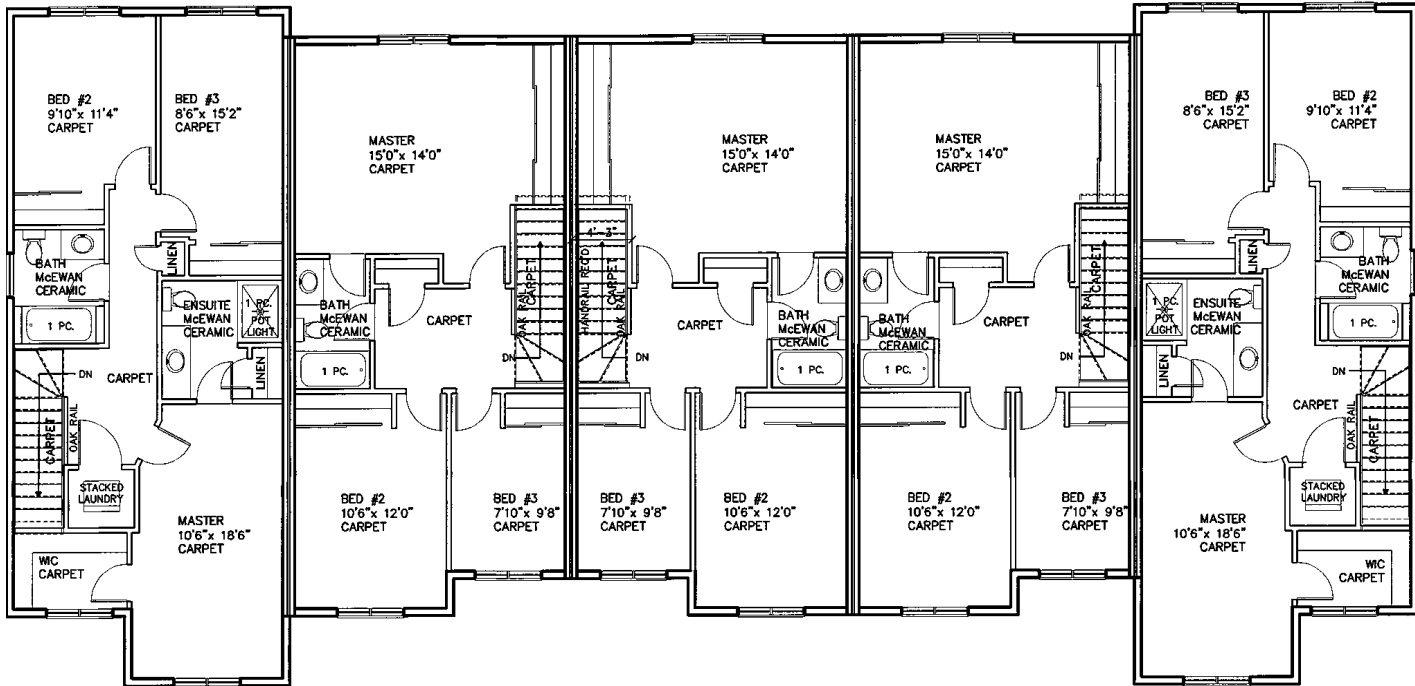 BED #2
9'10"x 11'4"
CARPET
BED #3
8'6"x 15'2"
CARPET
LINEN
BATH
McEWAN
CERAMIC
1 PC.
ENSUITE
McEWAN
CERAMIC
1 PC.
POT
LIGHT
LINEN
DN
CARPET
CARPET
OAK RAIL
STACKED
LAUNDRY
MASTER
10'6"x 18'6"
CARPET
WIC
CARPET
MASTER
15'0"x 14'0"
CARPET
BATH
McEWAN
CERAMIC
1 PC.
CARPET
OAK RAIL
CARPET
DN
BED #2
10'6"x 12'0"
CARPET
BED #3
7'10"x 9'8"
CARPET
MASTER
15'0"x 14'0"
CARPET
4'-3"
HANDRAIL REQ'D
CARPET
OAK RAIL
DN
CARPET
BATH
McEWAN
CERAMIC
1 PC.
BED #3
7'10"x 9'8"
CARPET
BED #2
10'6"x 12'0"
CARPET
MASTER
15'0"x 14'0"
CARPET
BATH
McEWAN
CERAMIC
1 PC.
CARPET
OAK RAIL
CARPET
DN
BED #2
10'6"x 12'0"
CARPET
BED #3
7'10"x 9'8"
CARPET
BED #3
8'6"x 15'2"
CARPET
BED #2
9'10"x 11'4"
CARPET
LINEN
BATH
McEWAN
CERAMIC
1 PC.
1 PC.
POT
LIGHT
ENSUITE
McEWAN
CERAMIC
LINEN
DN
CARPET
OAK RAIL
CARPET
STACKED
LAUNDRY
MASTER
10'6"x 18'6"
CARPET
WIC
CARPET